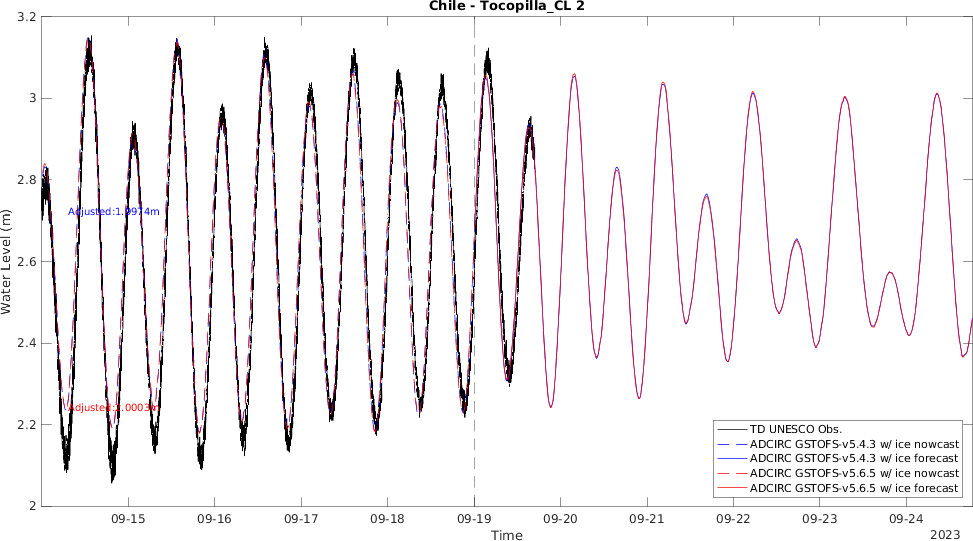 Chile - Tocopilla_CL 2
Water Level (m)
3.2
3
2.8
2.6
2.4
2.2
2
Adjusted:1.9974m
Adjusted:2.0003m
TD UNESCO Obs.
ADCIRC GSTOFS-v5.4.3 w/ ice nowcast
ADCIRC GSTOFS-v5.4.3 w/ ice forecast
ADCIRC GSTOFS-v5.6.5 w/ ice nowcast
ADCIRC GSTOFS-v5.6.5 w/ ice forecast
09-15 09-16 09-17 09-18 09-19 09-20 09-21 09-22 09-23 09-24
Time
2023